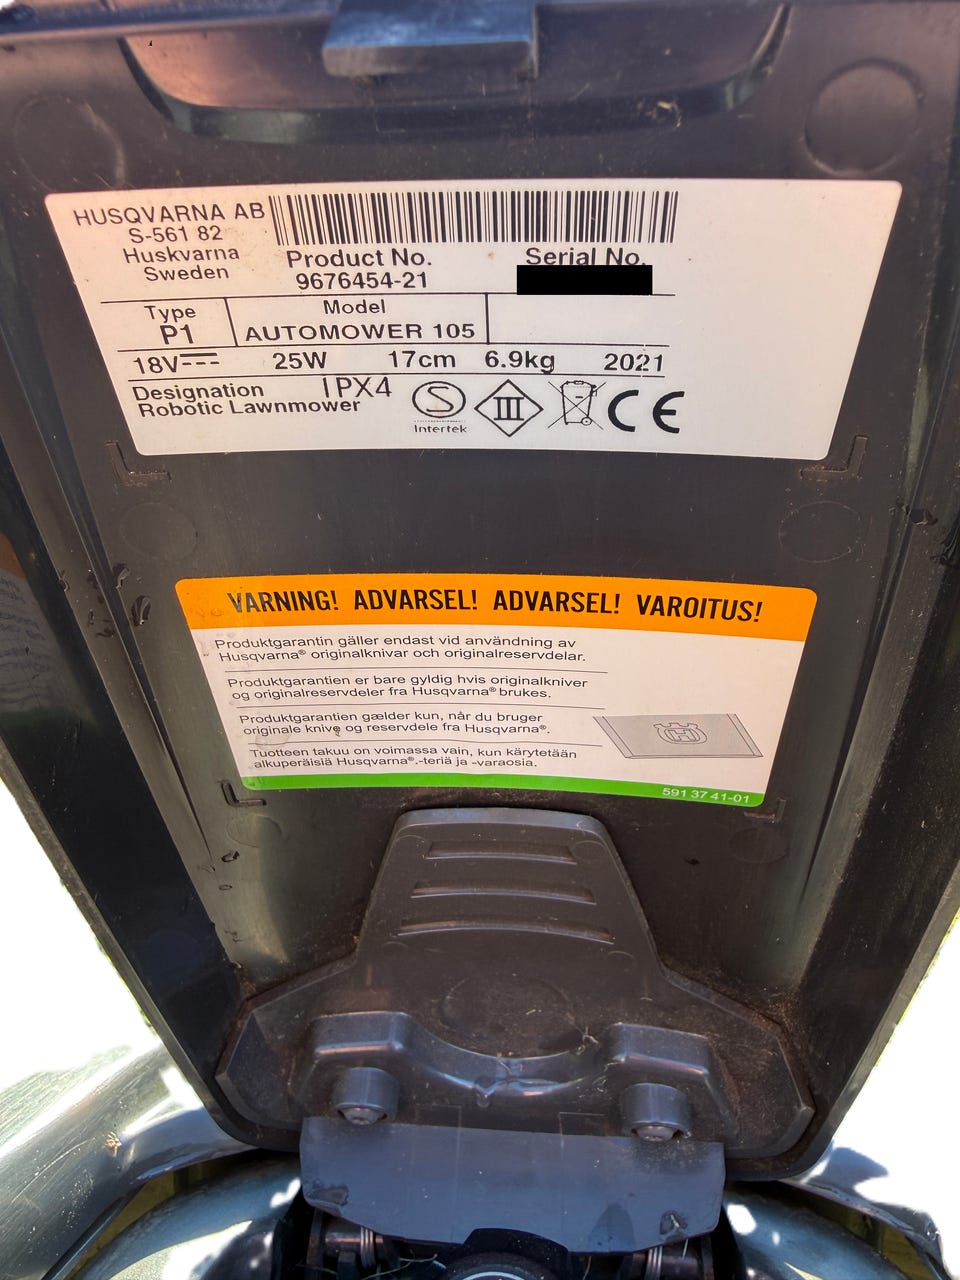 HUSQVARNA AB
S-561 82
Huskvarna
Sweden
Product No.
9676454-21
Serial No.
Type
P1
Model
AUTOMOWER 105
18V 25W 17cm 6.9kg 2021
Designation IPX4
Robotic Lawnmower
S
Intertek
III
CE
VARNING! ADVARSEL! ADVARSEL! VAROITUS!
Produktgarantin gäller endast vid användning av
Husqvarna® originalknivar och originalreservdelar.
Produktgarantien er bare gyldig hvis originalkniver
og originalreservdeler fra Husqvarna® brukes.
Produktgarantien gælder kun, når du bruger
originale knive og reservdele fra Husqvarna®.
Tuotteen takuu on voimassa vain, kun kärytetään
alkuperäisiä Husqvarna®.-teriä ja -varaosia.
H
591 37 41-01